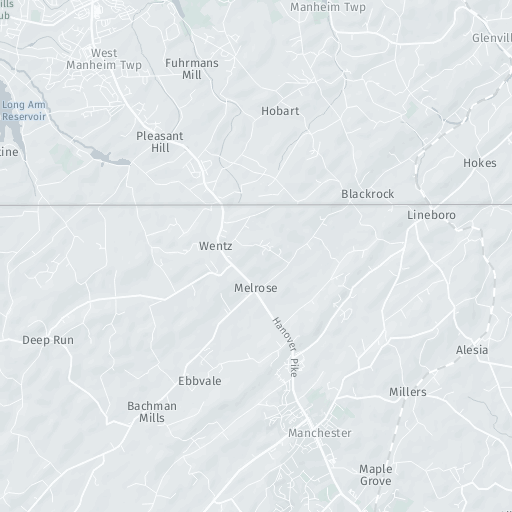 Manheim Twp
Glenvill
West
Manheim Twp
Fuhrmans
Mill
Long Arm
Reservoir
Hobart
Pleasant
Hill
Hokes
Blackrock
Lineboro
Wentz
Melrose
Hanover Pike
Deep Run
Alesia
Ebbvale
Millers
Bachman
Mills
Manchester
Maple
Grove